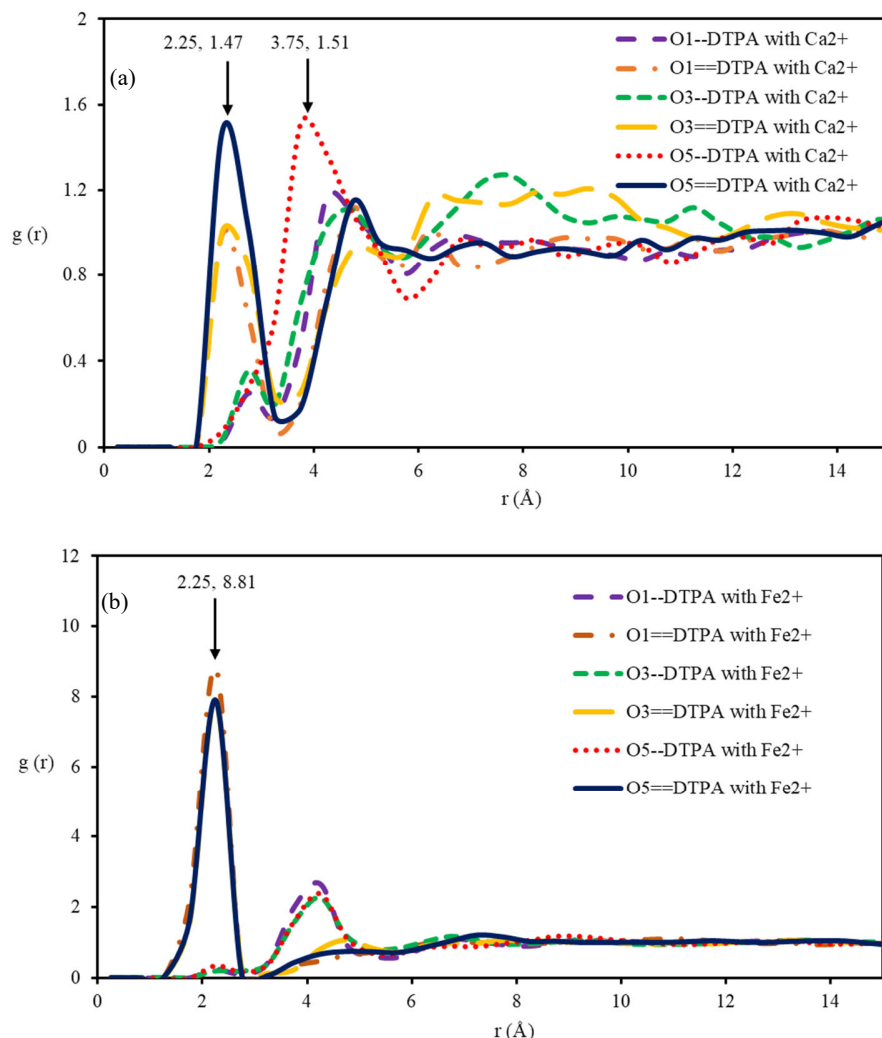 2.25, 1.47
3.75, 1.51
(a)
O1--DTPA with Ca2+
O1==DTPA with Ca2+
O3--DTPA with Ca2+
O3==DTPA with Ca2+
O5--DTPA with Ca2+
O5==DTPA with Ca2+
2
1.6
1.2
0.8
0.4
0
g (r)
0 2 4 6 8 10 12 14
r (Å)
2.25, 8.81
(b)
O1--DTPA with Fe2+
O1==DTPA with Fe2+
O3--DTPA with Fe2+
O3==DTPA with Fe2+
O5--DTPA with Fe2+
O5==DTPA with Fe2+
12
10
8
6
4
2
0
g (r)
0 2 4 6 8 10 12 14
r (Å)